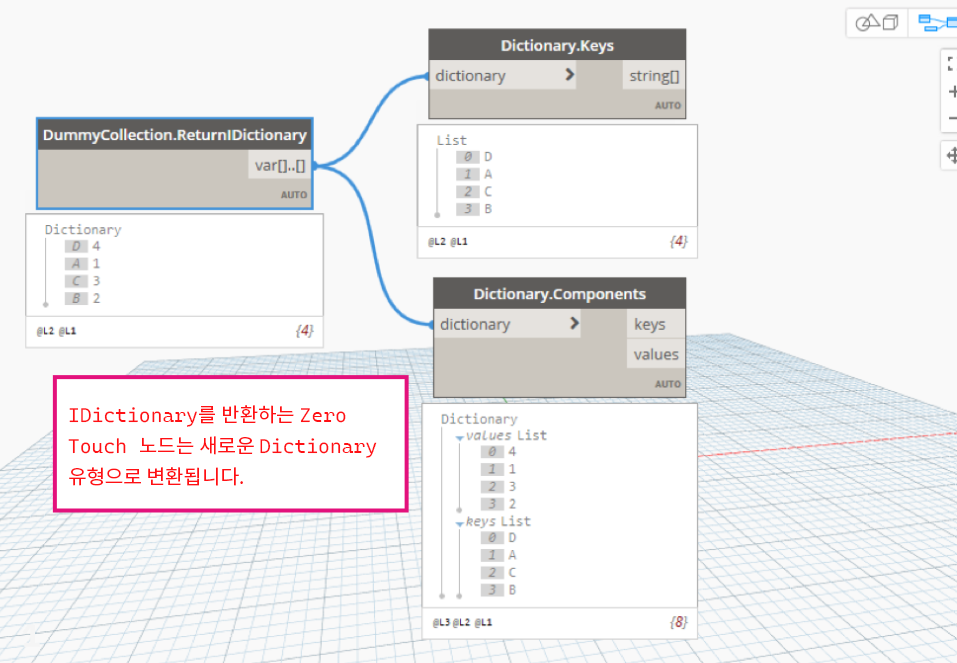 Dictionary.Keys
dictionary > string[]
AUTO
List
0 D
1 A
2 C
3 B
@L2 @L1 {4}
DummyCollection.ReturnIDictionary
var[]..[]
AUTO
Dictionary
D 4
A 1
C 3
B 2
@L2 @L1 {4}
Dictionary.Components
dictionary > keys
values
AUTO
Dictionary
values List
0 4
1 1
2 3
3 2
keys List
0 D
1 A
2 C
3 B
@L3 @L2 @L1 {8}
IDictionary를 반환하는 Zero
Touch 노드는 새로운 Dictionary
유형으로 변환됩니다.